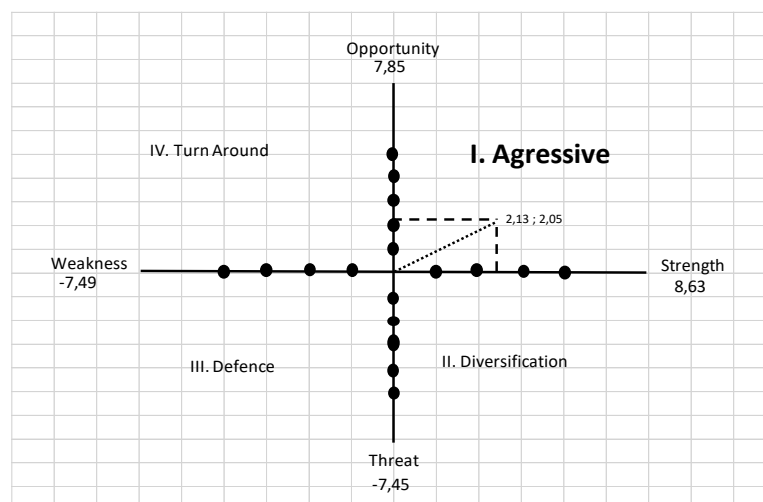 Opportunity
7,85
IV. Turn Around
I. Agressive
2,13 ; 2,05
Weakness
-7,49
Strength
8,63
III. Defence
II. Diversification
Threat
-7,45